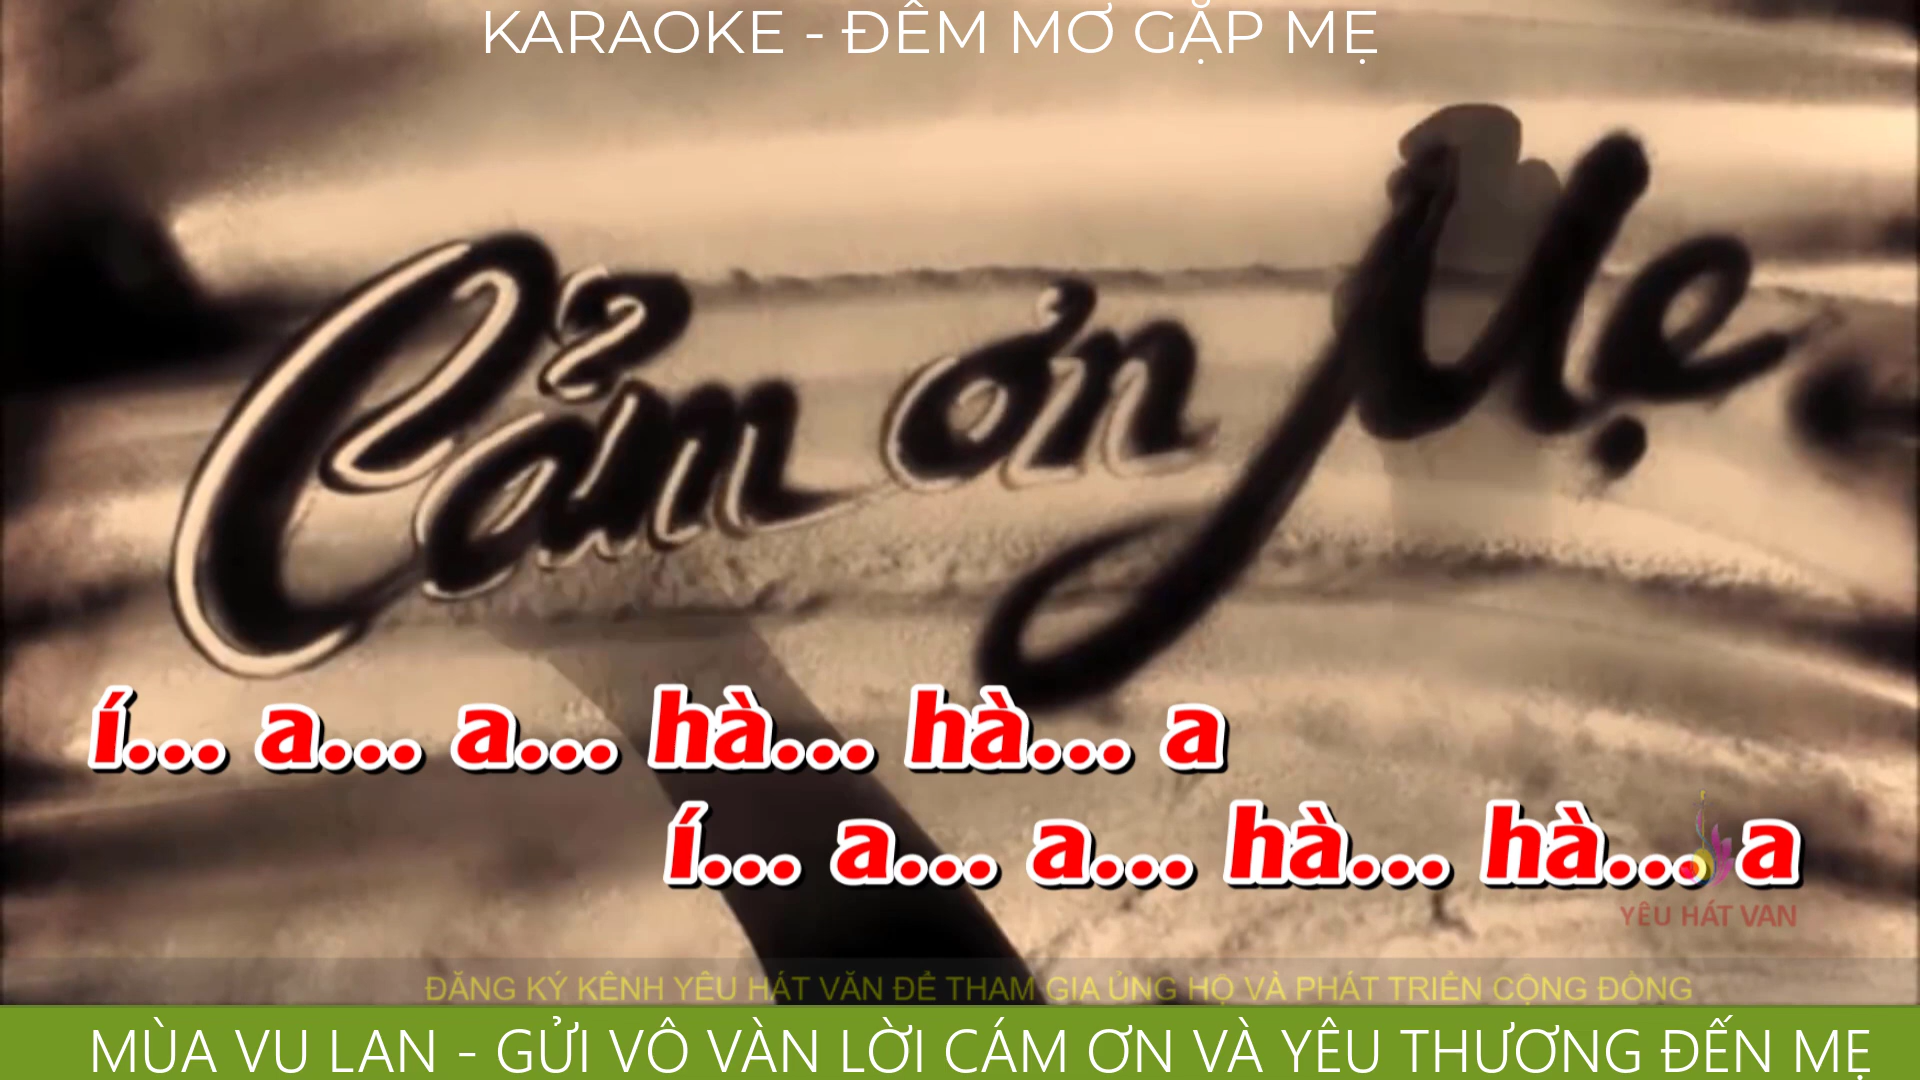 KARAOKE - ĐÊM MƠ GẶP MẸ
Cảm ơn Mẹ
í... a... a... hà... hà... a
í... a... a... hà... hà... a
YÊU HÁT VAN
ĐĂNG KÝ KÊNH YÊU HÁT VĂN ĐỂ THAM GIA ỦNG HỘ VÀ PHÁT TRIỂN CỘNG ĐỒNG
MÙA VU LAN - GỬI VÔ VÀN LỜI CÁM ƠN VÀ YÊU THƯƠNG ĐẾN MẸ